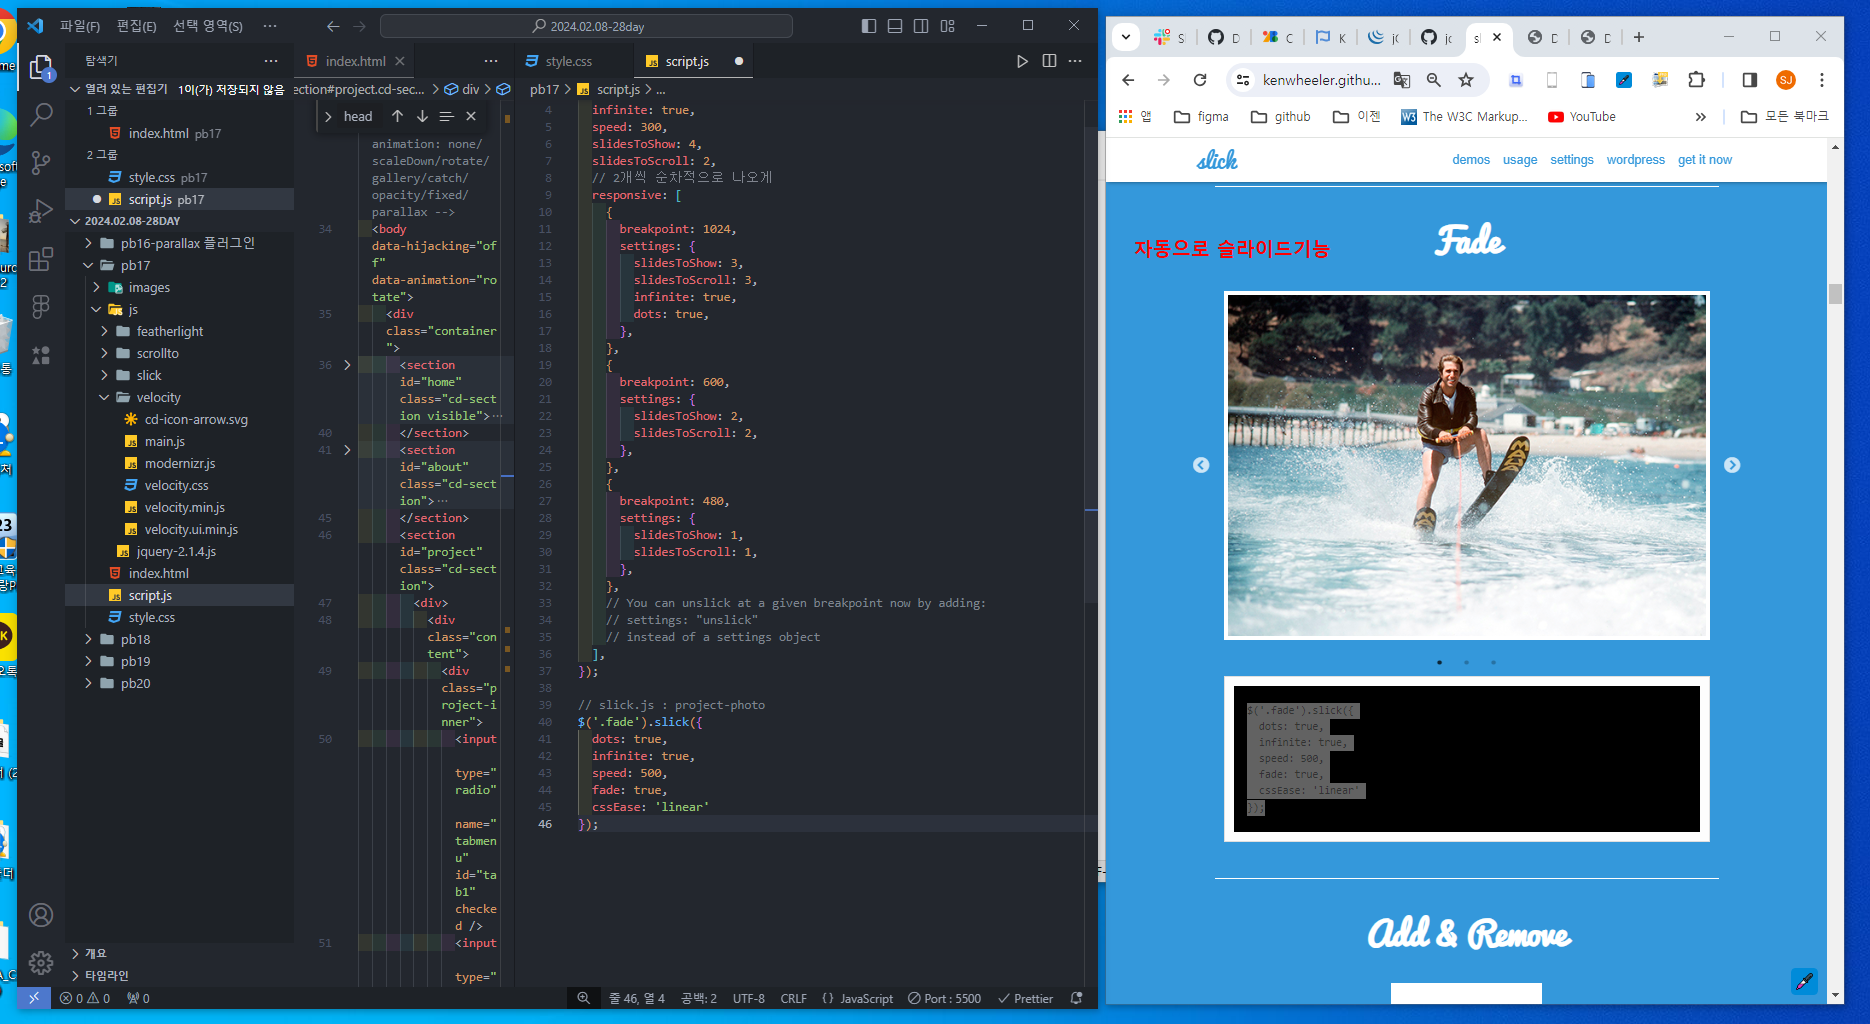 파일(F)
편집(E)
선택 영역(S)
2024.02.08-28day
탐색기
열려 있는 편집기
1이(가) 저장되지 않음
1 그룹
index.html pb17
2 그룹
style.css pb17
script.js pb17
2024.02.08-28DAY
pb16-parallax 플러그인
pb17
images
js
featherlight
scrollto
slick
velocity
cd-icon-arrow.svg
main.js
modernizr.js
velocity.css
velocity.min.js
velocity.ui.min.js
jquery-2.1.4.js
index.html
script.js
style.css
pb18
pb19
pb20
개요
타임라인
index.html
ection#project.cd-sec...
div
head
animation: none/
scaleDown/rotate/
gallery/catch/
opacity/fixed/
parallax -->
34 <body
data-hijacking="of
f"
data-animation="ro
tate">
35 <div
class="container
">
36 <section
id="home"
class="cd-sect
ion visible">…
40 </section>
41 <section
id="about"
class="cd-sect
ion">…
45 </section>
46 <section
id="project"
class="cd-sect
ion">
47 <div>
48 <div
class="con
tent">
49 <div
class="p
roject-i
nner">
50 <input
type="
radio"
name="
tabmen
u"
id="ta
b1"
checke
d />
51 <input
type="
style.css
script.js
pb17
script.js
...
4 infinite: true,
5 speed: 300,
6 slidesToShow: 4,
7 slidesToScroll: 2,
8 // 2개씩 순차적으로 나오게
9 responsive: [
10 {
11 breakpoint: 1024,
12 settings: {
13 slidesToShow: 3,
14 slidesToScroll: 3,
15 infinite: true,
16 dots: true,
17 },
18 },
19 {
20 breakpoint: 600,
21 settings: {
22 slidesToShow: 2,
23 slidesToScroll: 2,
24 },
25 },
26 {
27 breakpoint: 480,
28 settings: {
29 slidesToShow: 1,
30 slidesToScroll: 1,
31 },
32 },
33 // You can unslick at a given breakpoint now by adding:
34 // settings: "unslick"
35 // instead of a settings object
36 ],
37 });
38
39 // slick.js : project-photo
40 $('.fade').slick({
41 dots: true,
42 infinite: true,
43 speed: 500,
44 fade: true,
45 cssEase: 'linear'
46 });
0
0
0
줄 46, 열 4
공백: 2
UTF-8
CRLF
{} JavaScript
Port : 5500
Prettier
kenwheeler.githu...
SJ
앱
figma
github
이젠
The W3C Markup...
YouTube
모든 북마크
slick
demos
usage
settings
wordpress
get it now
자동으로 슬라이드기능
Fade
$('.fade').slick({
dots: true,
infinite: true,
speed: 500,
fade: true,
cssEase: 'linear'
});
Add & Remove